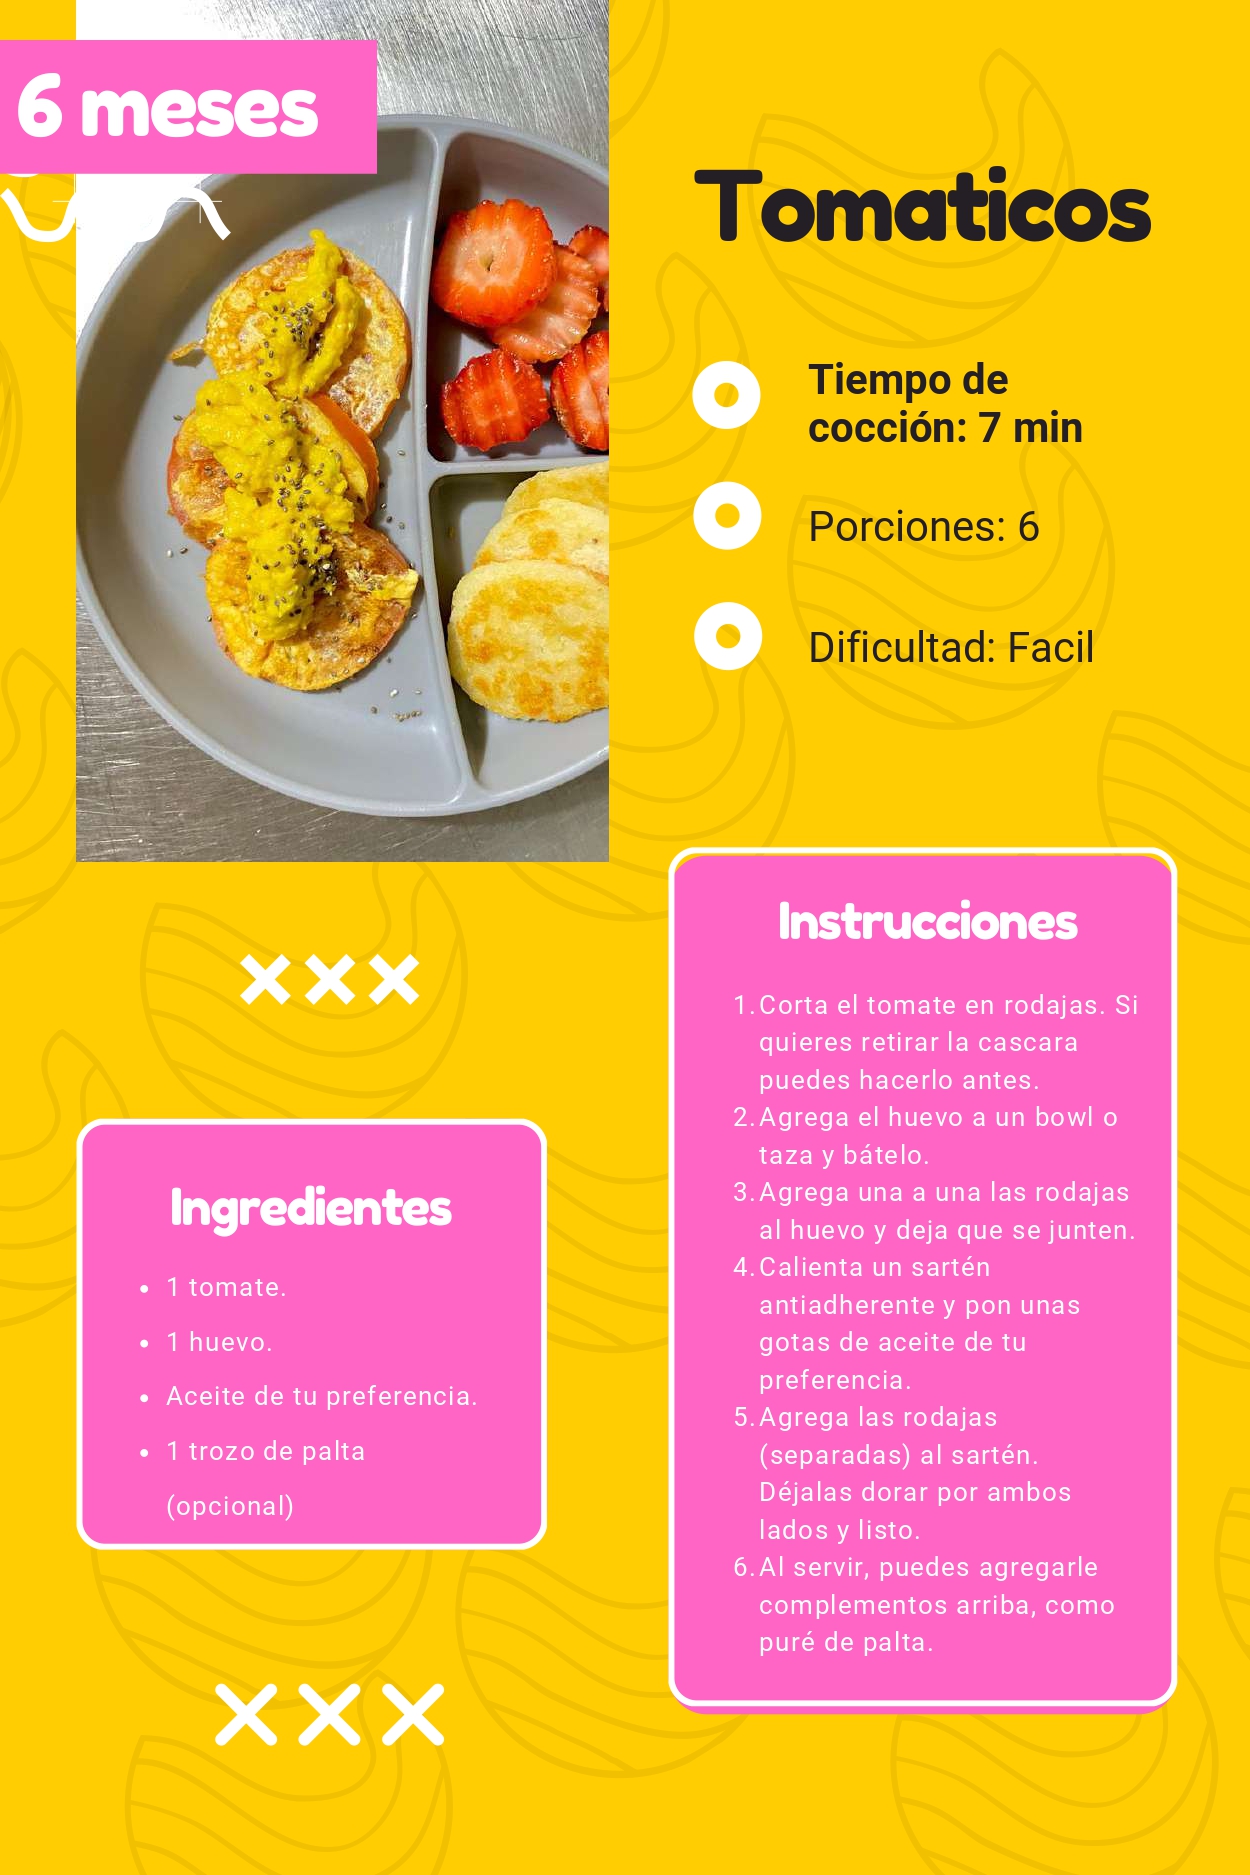 6 meses
Tomaticos
Tiempo de
cocción: 7 min
Porciones: 6
Dificultad: Facil
Instrucciones
1. Corta el tomate en rodajas. Si
quieres retirar la cascara
puedes hacerlo antes.
2. Agrega el huevo a un bowl o
taza y bátelo.
3. Agrega una a una las rodajas
al huevo y deja que se junten.
4. Calienta un sartén
antiadherente y pon unas
gotas de aceite de tu
preferencia.
5. Agrega las rodajas
(separadas) al sartén.
Déjalas dorar por ambos
lados y listo.
6. Al servir, puedes agregarle
complementos arriba, como
puré de palta.
Ingredientes
• 1 tomate.
• 1 huevo.
• Aceite de tu preferencia.
• 1 trozo de palta
(opcional)